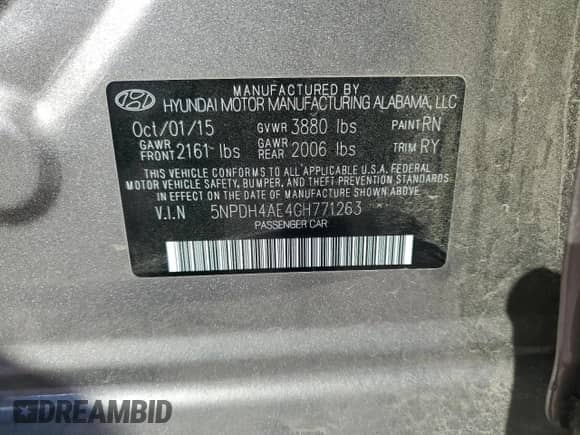 MANUFACTURED BY
HYUNDAI MOTOR MANUFACTURING ALABAMA, LLC
Oct/01/15 GVWR 3880 lbs PAINT RN
GAWR FRONT 2161 lbs GAWR REAR 2006 lbs TRIM RY
THIS VEHICLE CONFORMS TO ALL APPLICABLE U.S.A. FEDERAL
MOTOR VEHICLE SAFETY, BUMPER, AND THEFT PREVENTION STANDARDS
IN EFFECT ON THE DATE OF MANUFACTURE SHOWN ABOVE.
V.I.N 5NPDH4AE4GH771263
PASSENGER CAR
DREAMBID